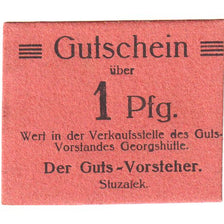 Gutschein
über
1 Pfg.
Wert in der Verkaufsstelle des Guts-
Vorstandes Georgshütte.
Der Guts-Vorsteher.
Stuzalek.